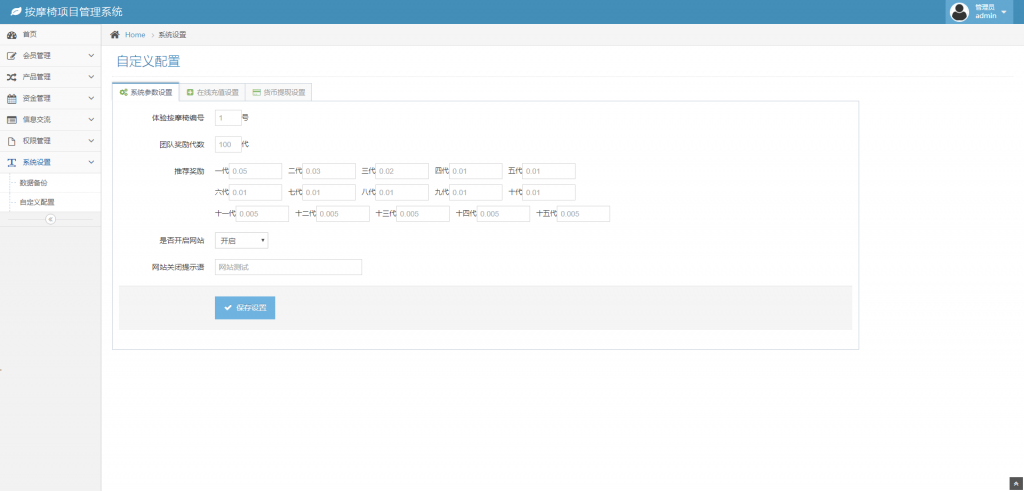 按摩椅项目管理系统
管理员
admin
首页
会员管理
产品管理
资金管理
信息交流
权限管理
系统设置
数据备份
自定义配置
Home > 系统设置
自定义配置
系统参数设置 在线充值设置 货币提现设置
体验按摩椅编号 1 号
团队奖励代数 100 代
推荐奖励 一代 0.05 二代 0.03 三代 0.02 四代 0.01 五代 0.01
六代 0.01 七代 0.01 八代 0.01 九代 0.01 十代 0.01
十一代 0.005 十二代 0.005 十三代 0.005 十四代 0.005 十五代 0.005
是否开启网站 开启
网站关闭提示语 网站测试
保存设置